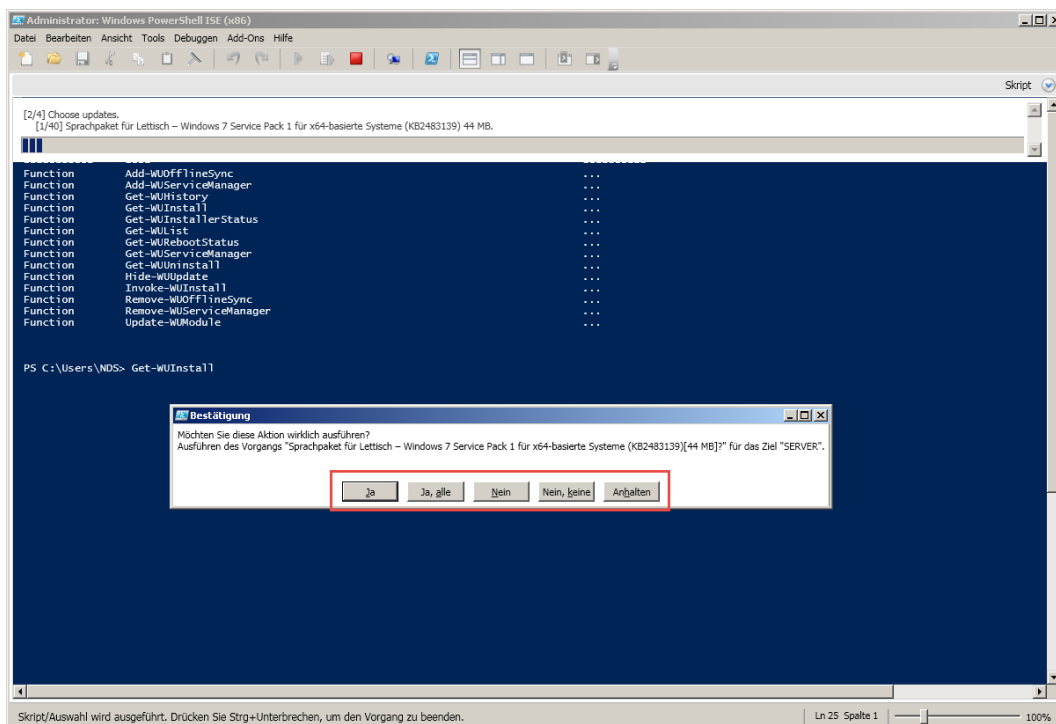 Administrator: Windows PowerShell ISE (x86)
Datei Bearbeiten Ansicht Tools Debuggen Add-Ons Hilfe
Skript
[2/4] Choose updates.
[1/40] Sprachpaket für Lettisch – Windows 7 Service Pack 1 für x64-basierte Systeme (KB2483139) 44 MB.
Function Add-WUOfflineSync ...
Function Add-WUServiceManager ...
Function Get-WUHistory ...
Function Get-WUInstall ...
Function Get-WUInstallerStatus ...
Function Get-WUList ...
Function Get-WURebootStatus ...
Function Get-WUServiceManager ...
Function Get-WUUninstall ...
Function Hide-WUUpdate ...
Function Invoke-WUInstall ...
Function Remove-WUOfflineSync ...
Function Remove-WUServiceManager ...
Function Update-WUModule ...
PS C:\Users\NDS> Get-WUInstall
Bestätigung
Möchten Sie diese Aktion wirklich ausführen?
Ausführen des Vorgangs "Sprachpaket für Lettisch – Windows 7 Service Pack 1 für x64-basierte Systeme (KB2483139)[44 MB]?" für das Ziel "SERVER".
Ja Ja, alle Nein Nein, keine Anhalten
Skript/Auswahl wird ausgeführt. Drücken Sie Strg+Unterbrechen, um den Vorgang zu beenden. Ln 25 Spalte 1 100%